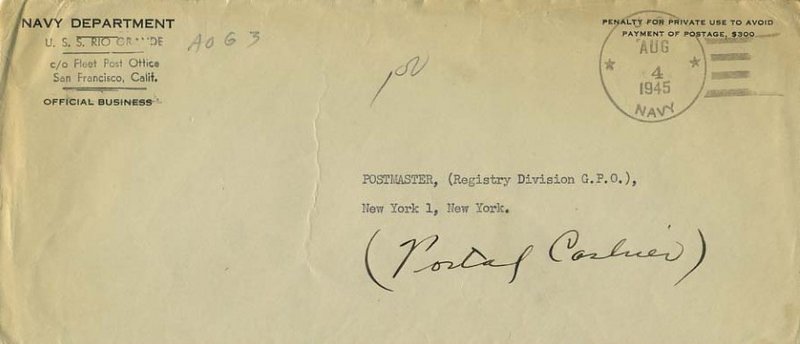 NAVY DEPARTMENT
U. S. S. RIO GRANDE
AOG 3
c/o Fleet Post Office
San Francisco, Calif.
OFFICIAL BUSINESS
PENALTY FOR PRIVATE USE TO AVOID
PAYMENT OF POSTAGE, $300
AUG
4
1945
NAVY
POSTMASTER, (Registry Division G.P.O.),
New York 1, New York.
(Postal Cashier)